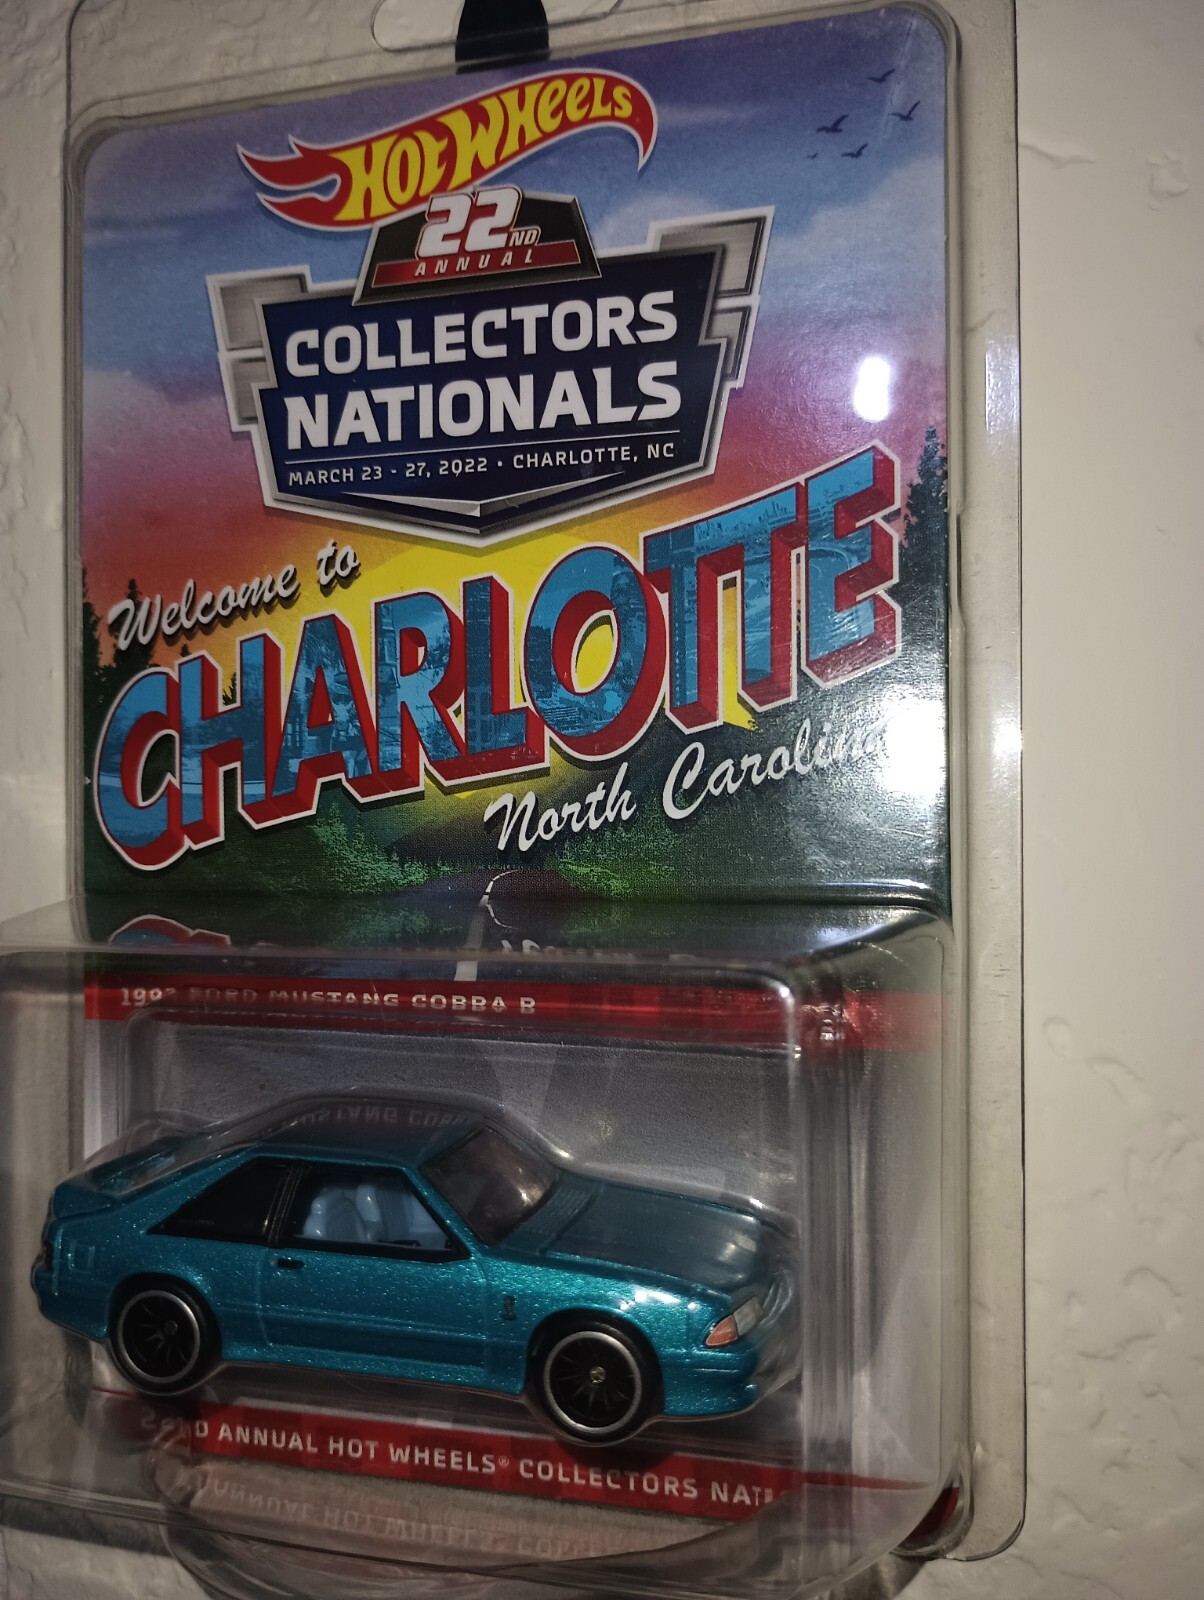 HOT WHEELS
22ND
ANNUAL
COLLECTORS
NATIONALS
MARCH 23 - 27, 2022 • CHARLOTTE, NC
Welcome to
CHARLOTTE
North Carolina
FORD MUSTANG COBRA R
22ND ANNUAL HOT WHEELS® COLLECTORS